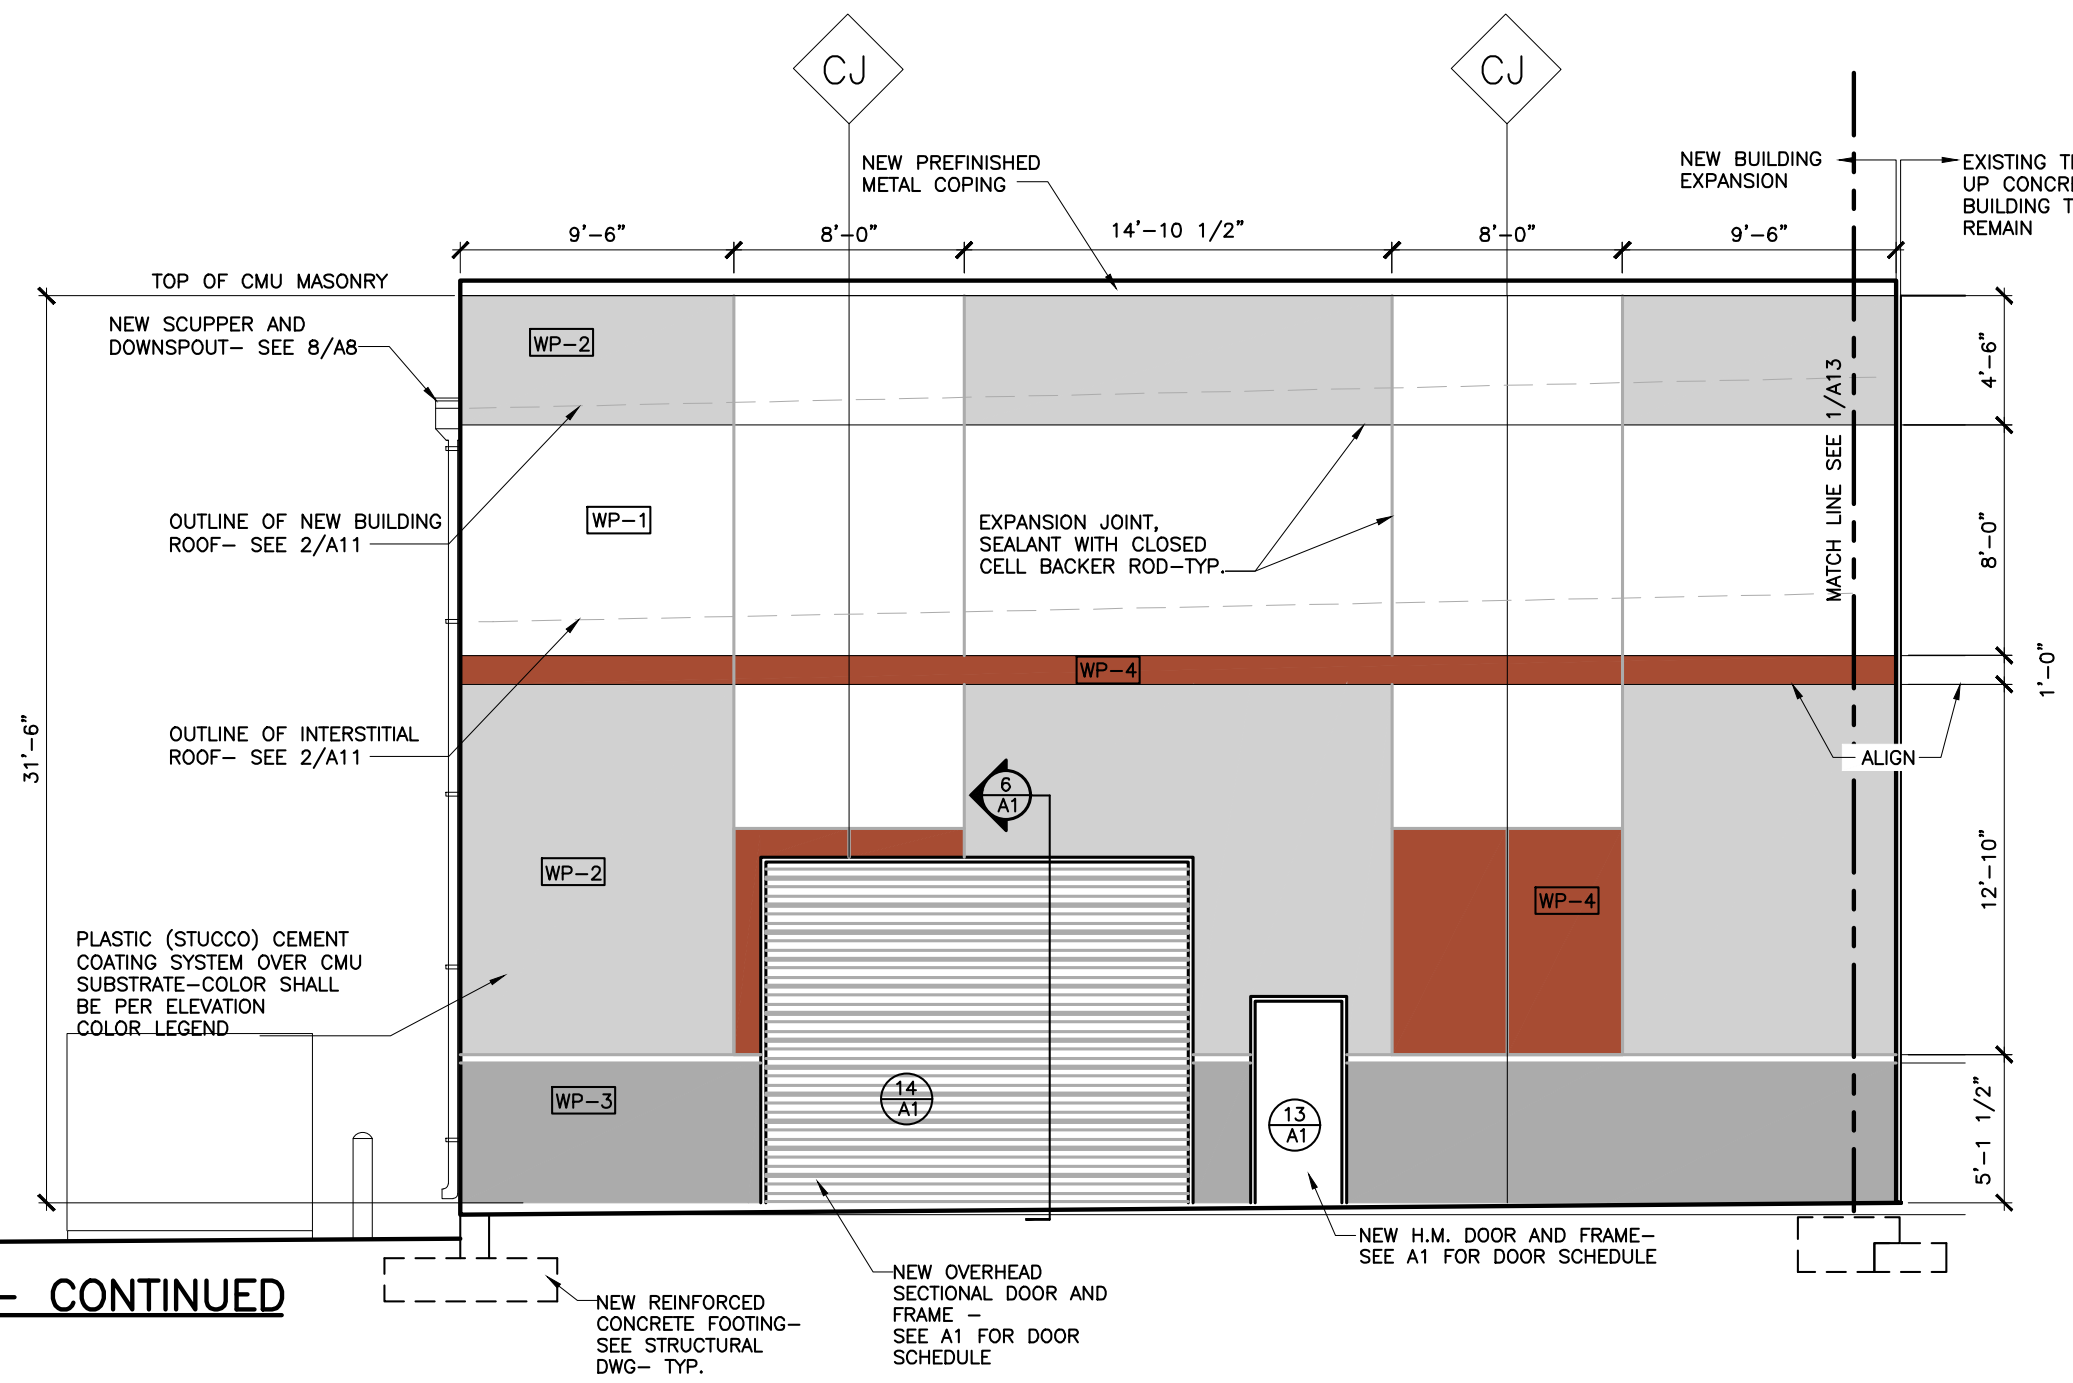 CJ
CJ
NEW PREFINISHED
METAL COPING
NEW BUILDING
EXPANSION
EXISTING
UP
BUILDING
REMAIN
9'-6"
8'-0"
14'-10 1/2"
8'-0"
9'-6"
TOP OF CMU MASONRY
NEW SCUPPER AND
DOWNSPOUT- SEE 8/A8
WP-2
4'-6"
MATCH LINE SEE 1/A13
OUTLINE OF NEW BUILDING
ROOF- SEE 2/A11
WP-1
EXPANSION JOINT,
SEALANT WITH CLOSED
CELL BACKER ROD-TYP.
8'-0"
WP-4
1'-0"
31'-6"
OUTLINE OF INTERSTITIAL
ROOF- SEE 2/A11
6
A1
ALIGN
WP-2
WP-4
12'-10"
PLASTIC (STUCCO) CEMENT
COATING SYSTEM OVER CMU
SUBSTRATE-COLOR SHALL
BE PER ELEVATION
COLOR LEGEND
WP-3
14
A1
13
A1
5'-1 1/2"
NEW H.M. DOOR AND FRAME-
SEE A1 FOR DOOR SCHEDULE
- CONTINUED
NEW REINFORCED
CONCRETE FOOTING-
SEE STRUCTURAL
DWG- TYP.
NEW OVERHEAD
SECTIONAL DOOR AND
FRAME -
SEE A1 FOR DOOR
SCHEDULE